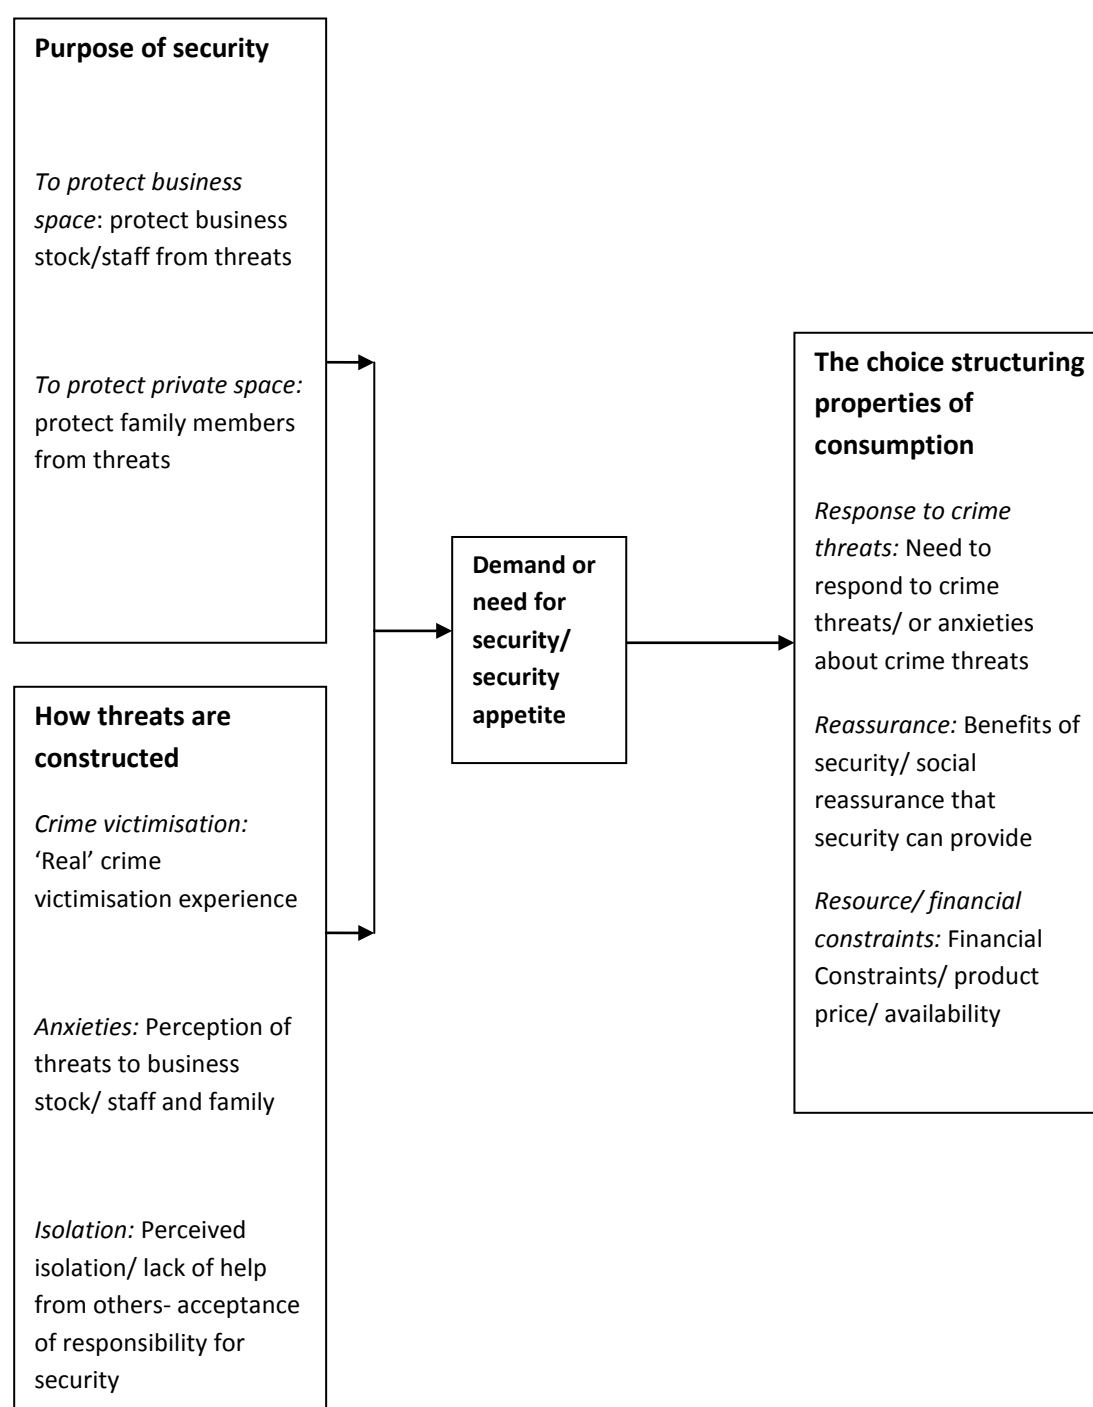 Purpose of security
To protect business
space: protect business
stock/staff from threats
To protect private space:
protect family members
from threats
How threats are
constructed
Crime victimisation:
‘Real’ crime
victimisation experience
Anxieties: Perception of
threats to business
stock/ staff and family
Isolation: Perceived
isolation/ lack of help
from others- acceptance
of responsibility for
security
Demand or
need for
security/
security
appetite
The choice structuring
properties of
consumption
Response to crime
threats: Need to
respond to crime
threats/ or anxieties
about crime threats
Reassurance: Benefits of
security/ social
reassurance that
security can provide
Resource/ financial
constraints: Financial
Constraints/ product
price/ availability